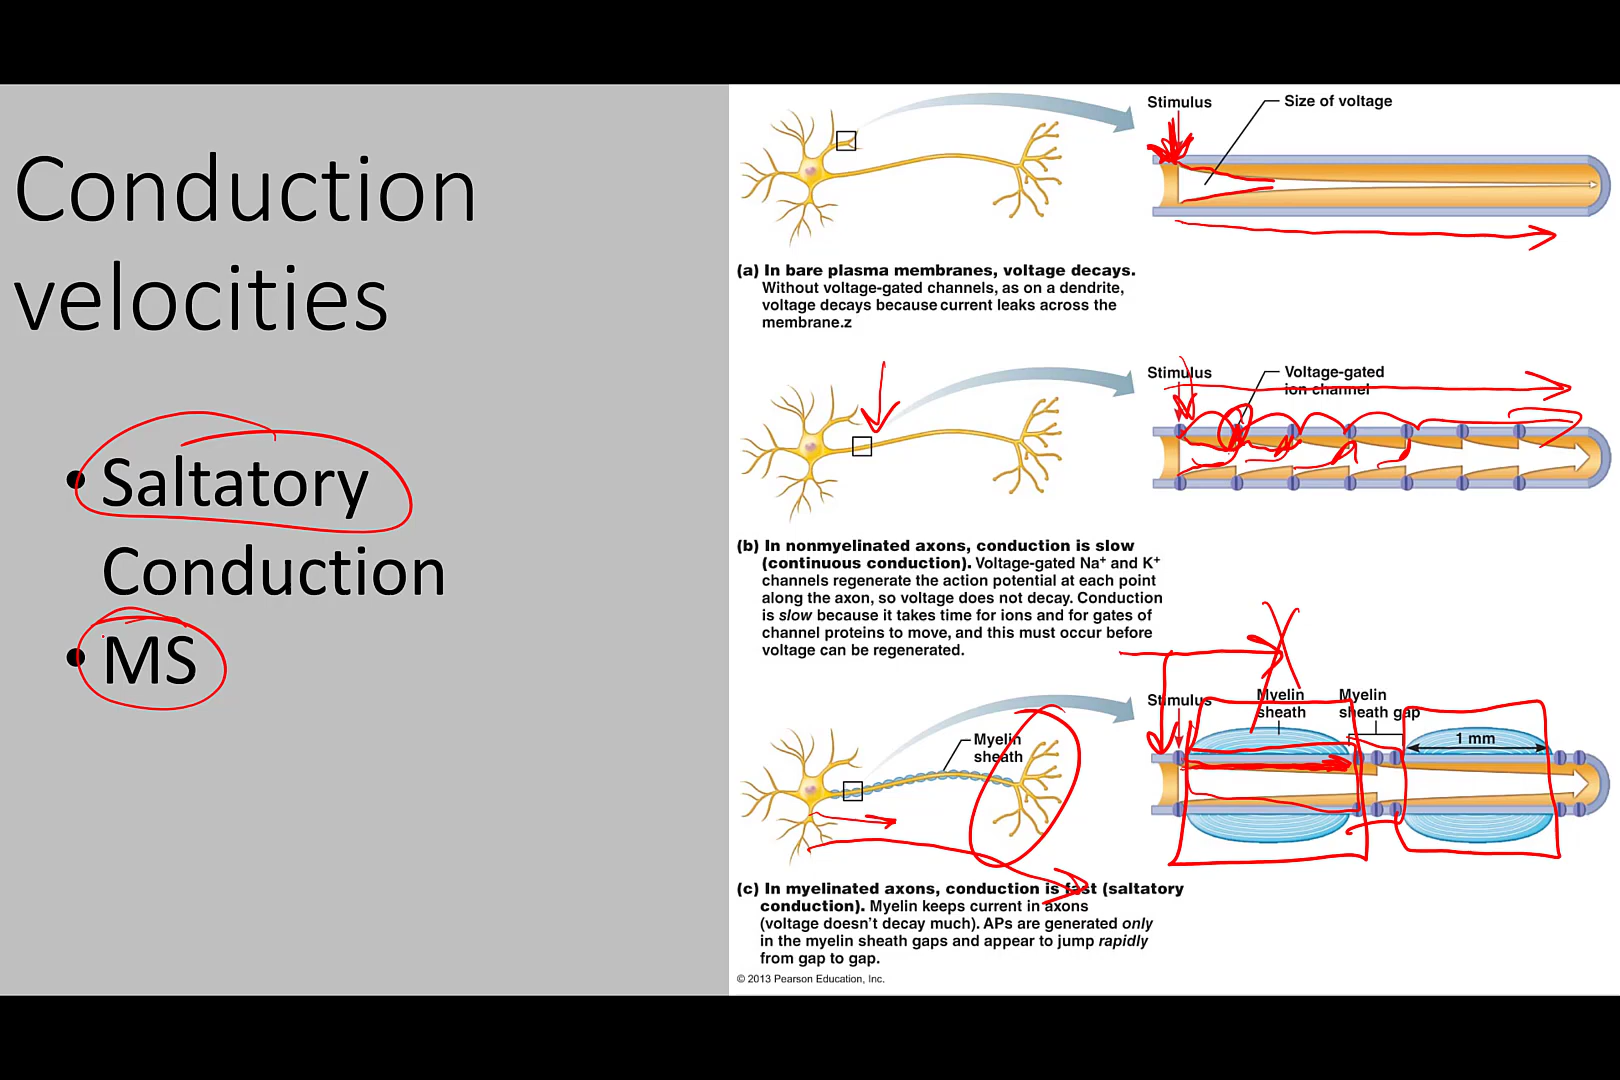 Conduction
velocities
• Saltatory
Conduction
• MS
Stimulus
Size of voltage
(a) In bare plasma membranes, voltage decays.
Without voltage-gated channels, as on a dendrite,
voltage decays because current leaks across the
membrane.z
Stimulus
Voltage-gated
ion channel
(b) In nonmyelinated axons, conduction is slow
(continuous conduction). Voltage-gated Na⁺ and K⁺
channels regenerate the action potential at each point
along the axon, so voltage does not decay. Conduction
is slow because it takes time for ions and for gates of
channel proteins to move, and this must occur before
voltage can be regenerated.
Stimulus
Myelin
sheath
Myelin
sheath gap
Myelin
sheath
1 mm
(c) In myelinated axons, conduction is fast (saltatory
conduction). Myelin keeps current in axons
(voltage doesn't decay much). APs are generated only
in the myelin sheath gaps and appear to jump rapidly
from gap to gap.
© 2013 Pearson Education, Inc.